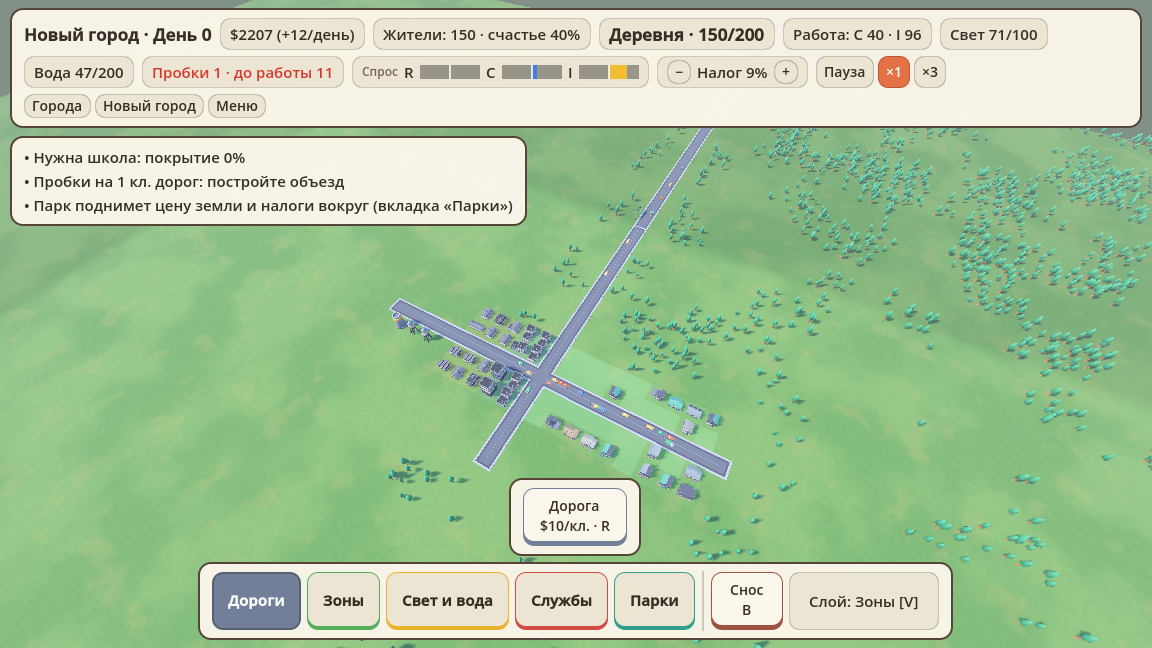 Новый город · День 0
$2207 (+12/день)
Жители: 150 · счастье 40%
Деревня · 150/200
Работа: C 40 · I 96
Свет 71/100
Вода 47/200
Пробки 1 · до работы 11
Спрос R C I
− Налог 9% +
Пауза
×1
×3
Города
Новый город
Меню
• Нужна школа: покрытие 0%
• Пробки на 1 кл. дорог: постройте объезд
• Парк поднимет цену земли и налоги вокруг (вкладка «Парки»)
Дорога
$10/кл. · R
Дороги
Зоны
Свет и вода
Службы
Парки
Снос
B
Слой: Зоны [V]